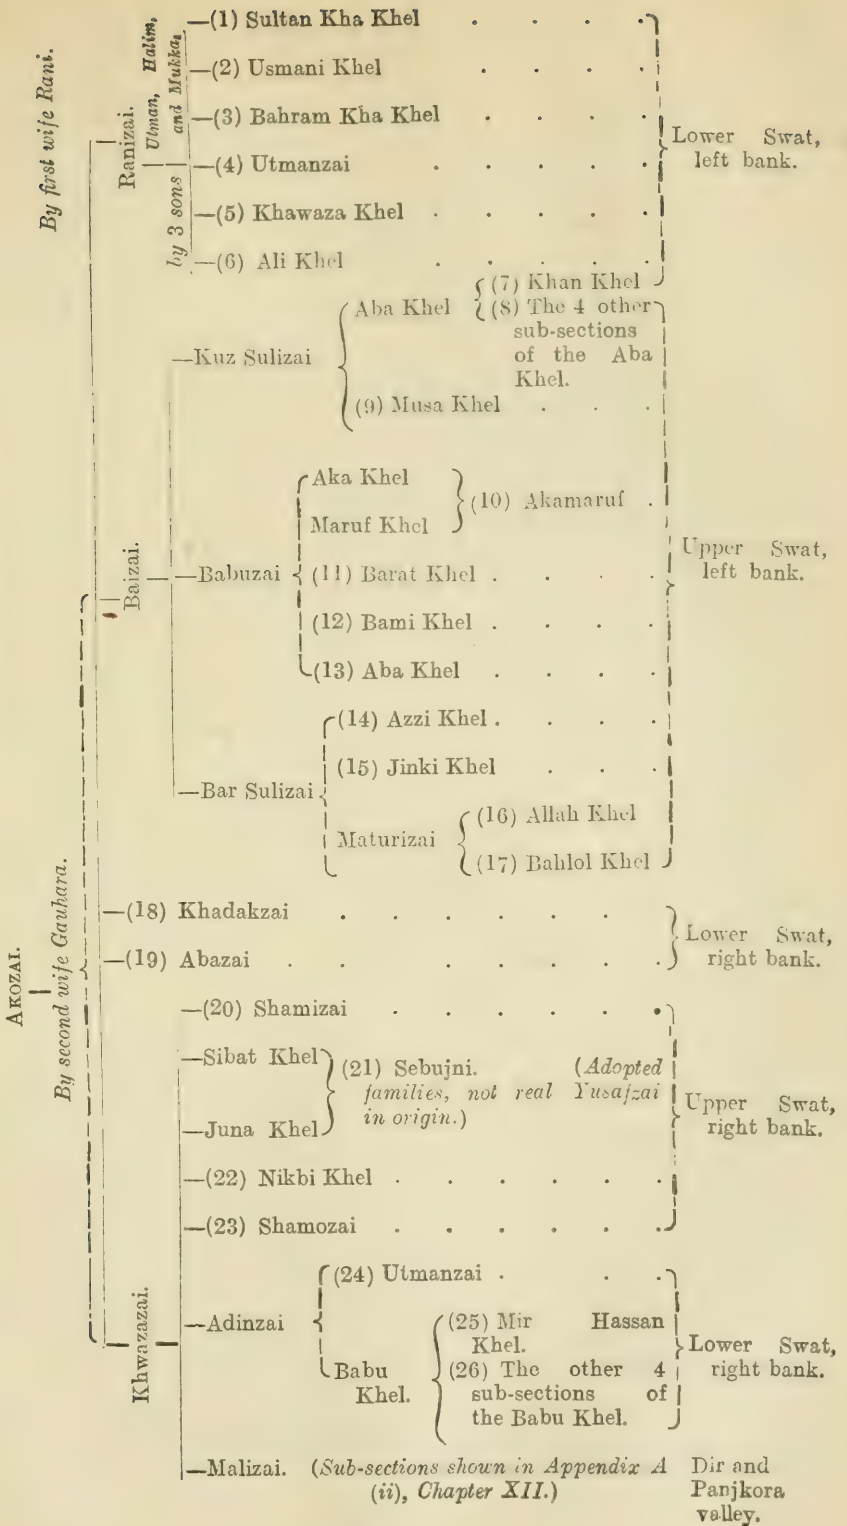 AKOZAI.
By first wife Rani.
By second wife Gauhara.
Ranizai.
by 3 sons Utman, Halim,
and Mukka,
—(1) Sultan Kha Khel . . . .
—(2) Usmani Khel . . . .
—(3) Bahram Kha Khel . . . .
—(4) Utmanzai . . . . .
—(5) Khawaza Khel . . . . .
—(6) Ali Khel . . . . .
(7) Khan Khel
Lower Swat,
left bank.
Baizai.
—Kuz Sulizai
Aba Khel
(8) The 4 other
sub-sections
of the Aba
Khel.
(9) Musa Khel . . .
—Babuzai
Aka Khel
Maruf Khel
(10) Akamaruf .
(11) Barat Khel . . . .
(12) Bami Khel . . . .
(13) Aba Khel . . . .
—Bar Sulizai
(14) Azzi Khel . . . .
(15) Jinki Khel . . .
Maturizai
(16) Allah Khel
(17) Bahlol Khel
Upper Swat,
left bank.
—(18) Khadakzai . . . . . .
—(19) Abazai . . . . . . .
Lower Swat,
right bank.
Khwazazai.
—(20) Shamizai . . . . . .
—Sibat Khel
—Juna Khel
(21) Sebujni. (Adopted
families, not real Yusafzai
in origin.)
—(22) Nikbi Khel . . . . . .
—(23) Shamozai . . . . . .
Upper Swat,
right bank.
—Adinzai
(24) Utmanzai . . .
Babu
Khel.
(25) Mir Hassan
Khel.
(26) The other 4
sub-sections of
the Babu Khel.
Lower Swat,
right bank.
—Malizai. (Sub-sections shown in Appendix A
(ii), Chapter XII.)
Dir and
Panjkora
valley.